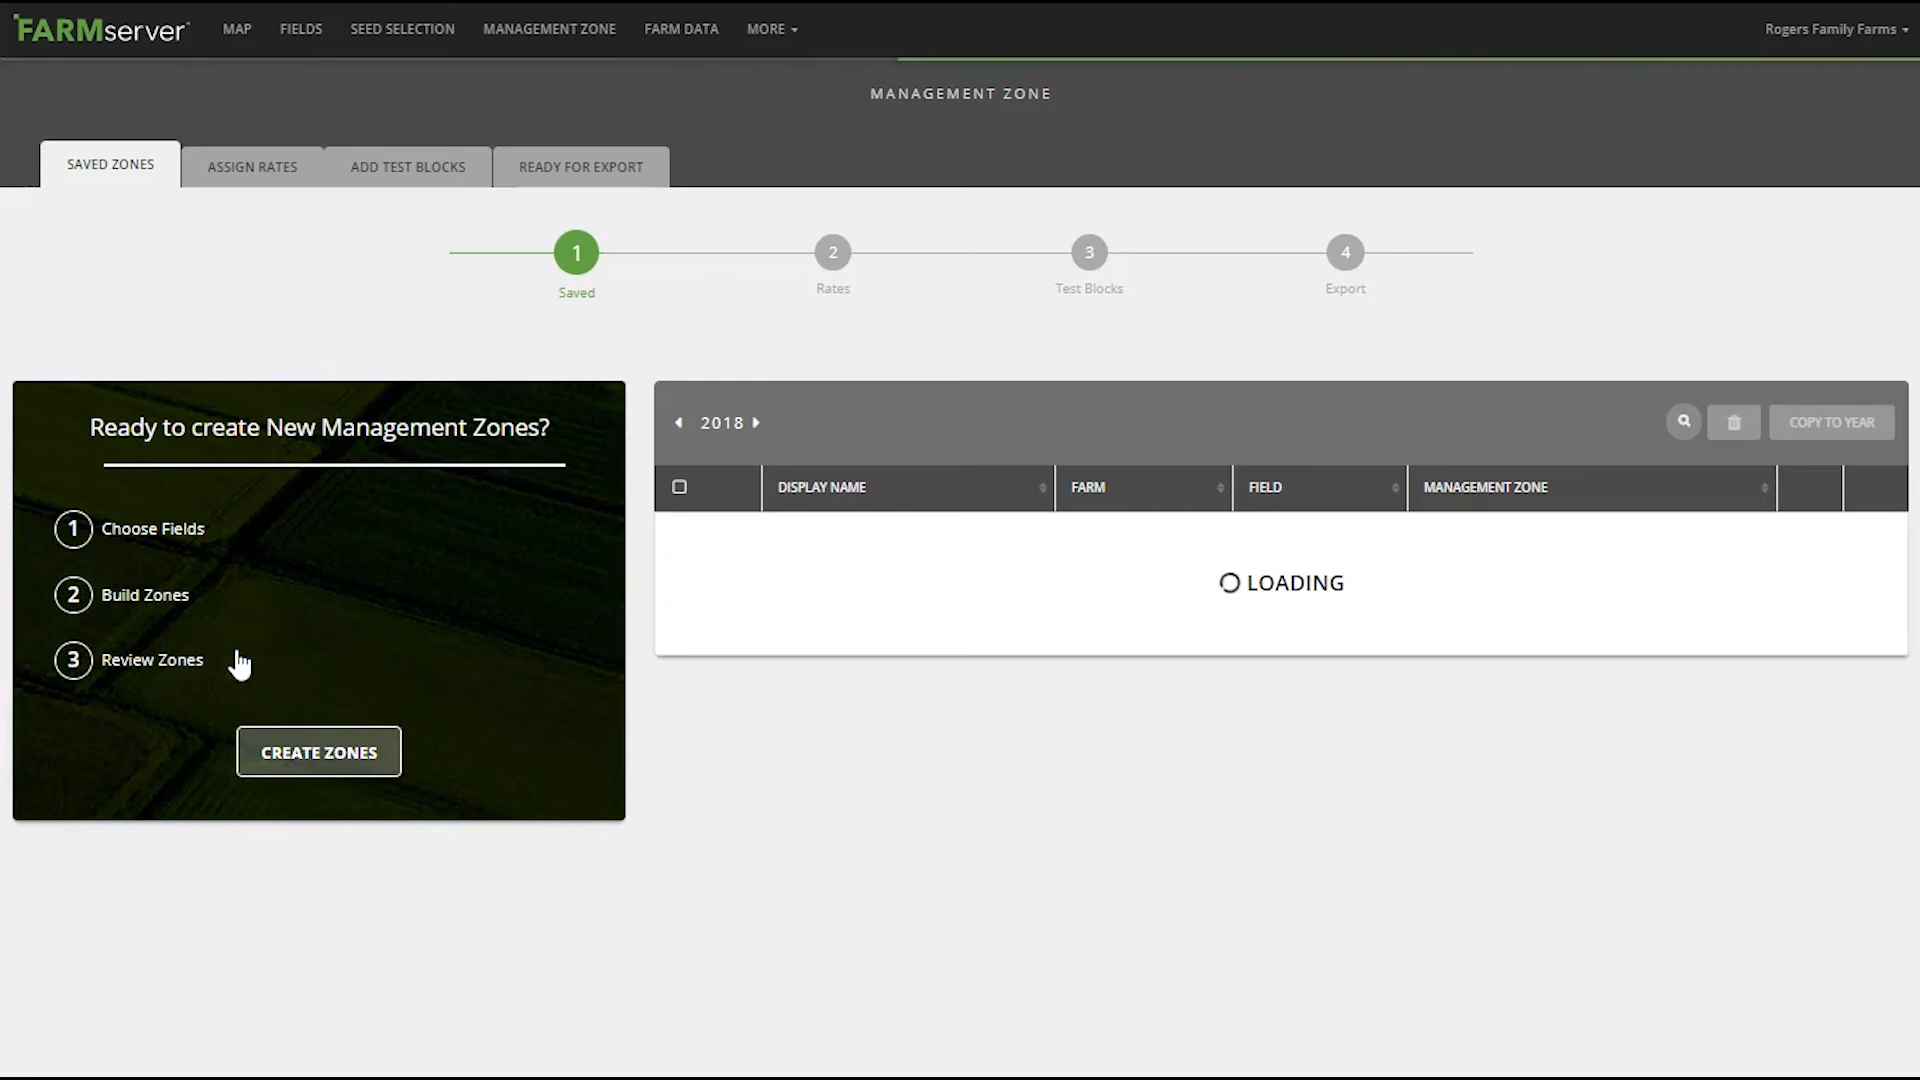 FARMserver MAP FIELDS SEED SELECTION MANAGEMENT ZONE FARM DATA MORE Rogers Family Farms
MANAGEMENT ZONE
SAVED ZONES ASSIGN RATES ADD TEST BLOCKS READY FOR EXPORT
1 2 3 4
Saved Rates Test Blocks Export
Ready to create New Management Zones?
1 Choose Fields
2 Build Zones
3 Review Zones
CREATE ZONES
2018 COPY TO YEAR
DISPLAY NAME FARM FIELD MANAGEMENT ZONE
LOADING